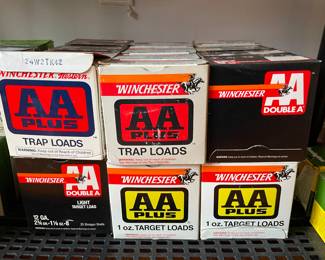 24W2TK42
WINCHESTER Western
AA
PLUS
TRAP LOADS
WINCHESTER
AA
PLUS
TRAP LOADS
WINCHESTER
AA
DOUBLE A
WINCHESTER
AA
DOUBLE A
LIGHT
TARGET LOAD
12 GA.
WINCHESTER
AA
PLUS
1 oz. TARGET LOADS
WINCHESTER
AA
PLUS
1 oz. TARGET LOADS